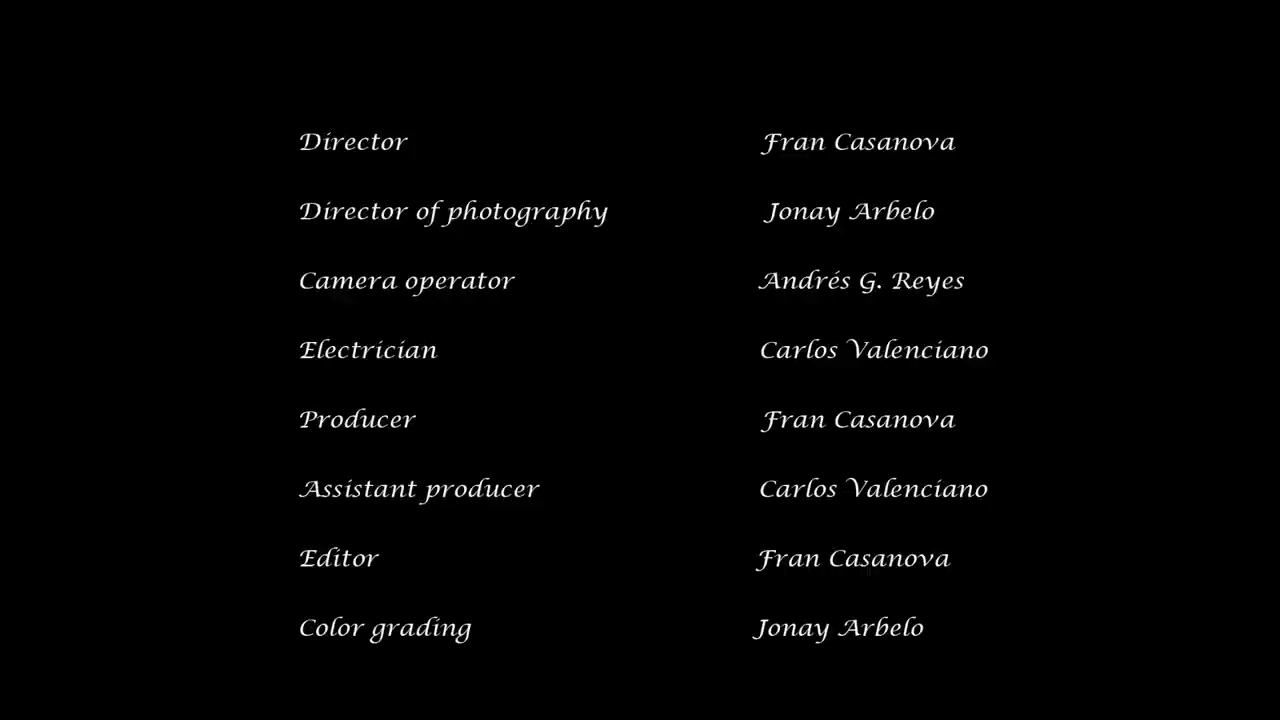 Director Fran Casanova
Director of photography Jonay Arbelo
Camera operator Andrés G. Reyes
Electrician Carlos Valenciano
Producer Fran Casanova
Assistant producer Carlos Valenciano
Editor Fran Casanova
Color grading Jonay Arbelo